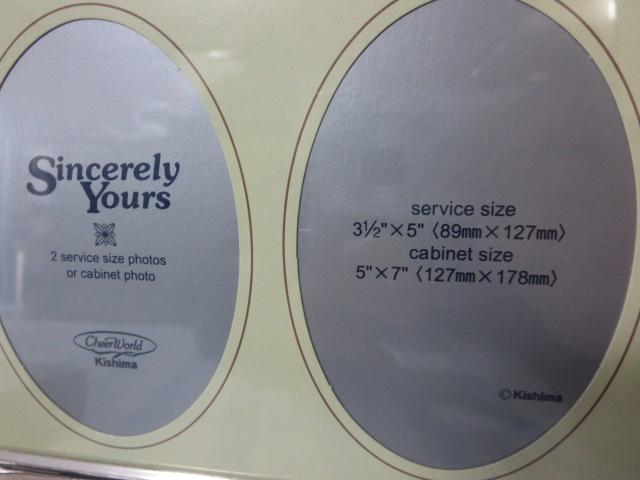 Sincerely
Yours
2 service size photos
or cabinet photo
CheerWorld
Kishima
service size
3½"×5" 〈89mm×127mm〉
cabinet size
5"×7" 〈127mm×178mm〉
©Kishima